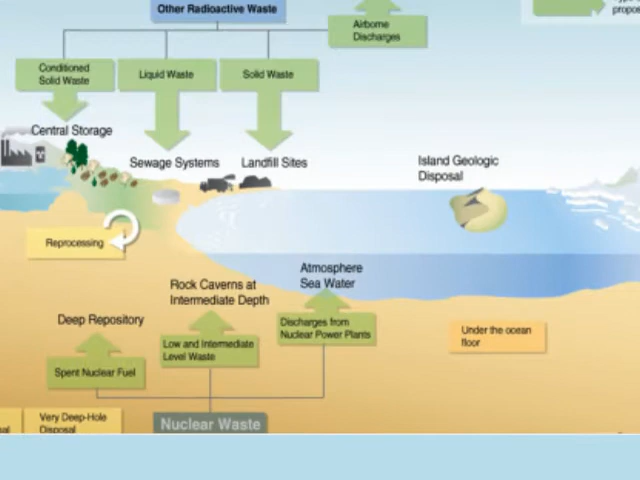 Other Radioactive Waste
Airborne
Discharges
Conditioned
Solid Waste
Liquid Waste
Solid Waste
Central Storage
Sewage Systems
Landfill Sites
Island Geologic
Disposal
Reprocessing
Atmosphere
Sea Water
Rock Caverns at
Intermediate Depth
Deep Repository
Discharges from
Nuclear Power Plants
Under the ocean
floor
Low and Intermediate
Level Waste
Spent Nuclear Fuel
Very Deep-Hole
Disposal
Nuclear Waste